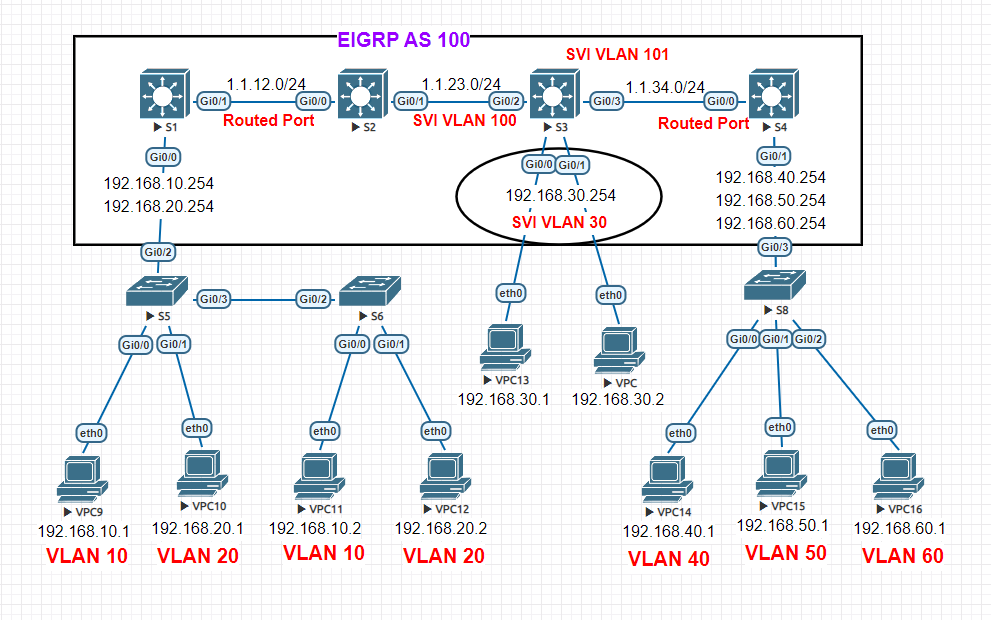 EIGRP AS 100
SVI VLAN 101
1.1.12.0/24
1.1.23.0/24
1.1.34.0/24
Gi0/1
Gi0/0
Gi0/1
Gi0/2
Gi0/3
Gi0/0
Routed Port
SVI VLAN 100
Routed Port
S1
S2
S3
S4
Gi0/0
Gi0/0
Gi0/1
Gi0/1
192.168.10.254
192.168.20.254
192.168.30.254
SVI VLAN 30
192.168.40.254
192.168.50.254
192.168.60.254
Gi0/2
Gi0/3
Gi0/3
Gi0/2
S5
S6
S8
eth0
eth0
Gi0/0
Gi0/1
Gi0/0
Gi0/1
Gi0/0
Gi0/1
Gi0/2
VPC13
VPC
192.168.30.1
192.168.30.2
eth0
eth0
eth0
eth0
eth0
eth0
eth0
VPC9
VPC10
VPC11
VPC12
VPC14
VPC15
VPC16
192.168.10.1
192.168.20.1
192.168.10.2
192.168.20.2
192.168.40.1
192.168.50.1
192.168.60.1
VLAN 10
VLAN 20
VLAN 10
VLAN 20
VLAN 40
VLAN 50
VLAN 60